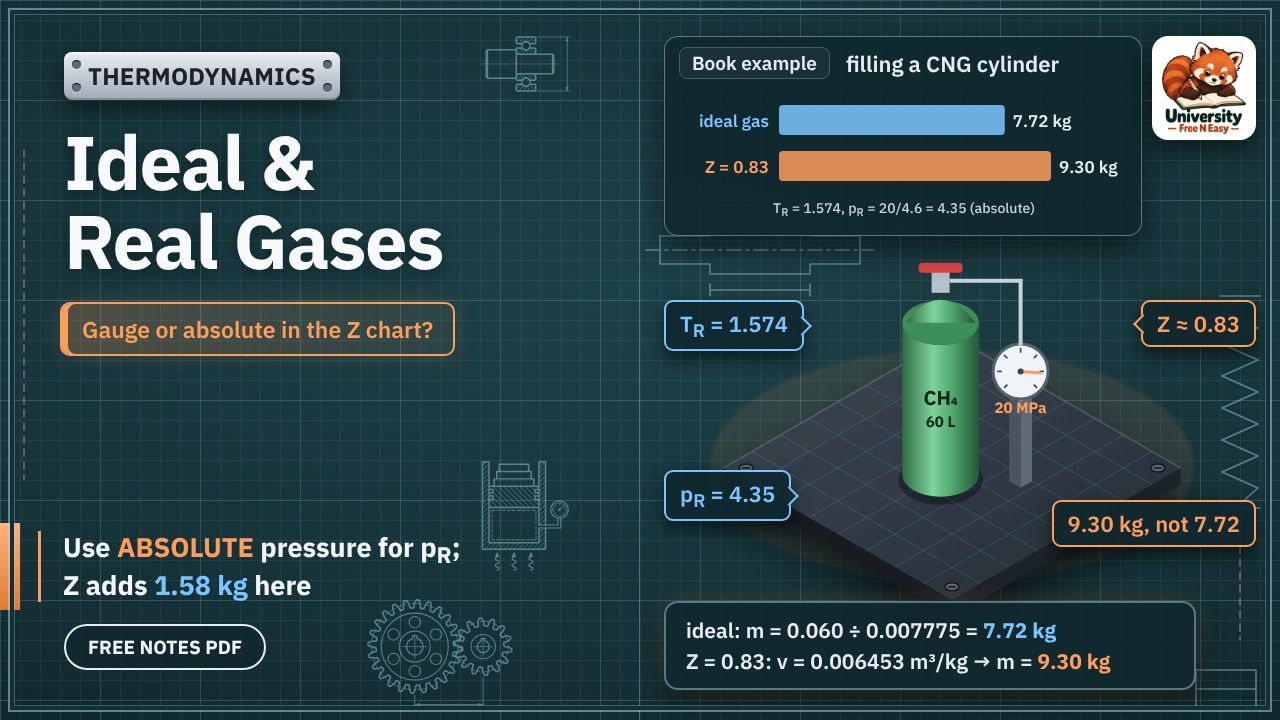 THERMODYNAMICS
Ideal &
Real Gases
Gauge or absolute in the Z chart?
Use ABSOLUTE pressure for pR;
Z adds 1.58 kg here
FREE NOTES PDF
Book example filling a CNG cylinder
ideal gas 7.72 kg
Z = 0.83 9.30 kg
TR = 1.574, pR = 20/4.6 = 4.35 (absolute)
University
Free N Easy
TR = 1.574
Z ≈ 0.83
CH₄
60 L
20 MPa
pR = 4.35
9.30 kg, not 7.72
ideal: m = 0.060 ÷ 0.007775 = 7.72 kg
Z = 0.83: v = 0.006453 m³/kg → m = 9.30 kg